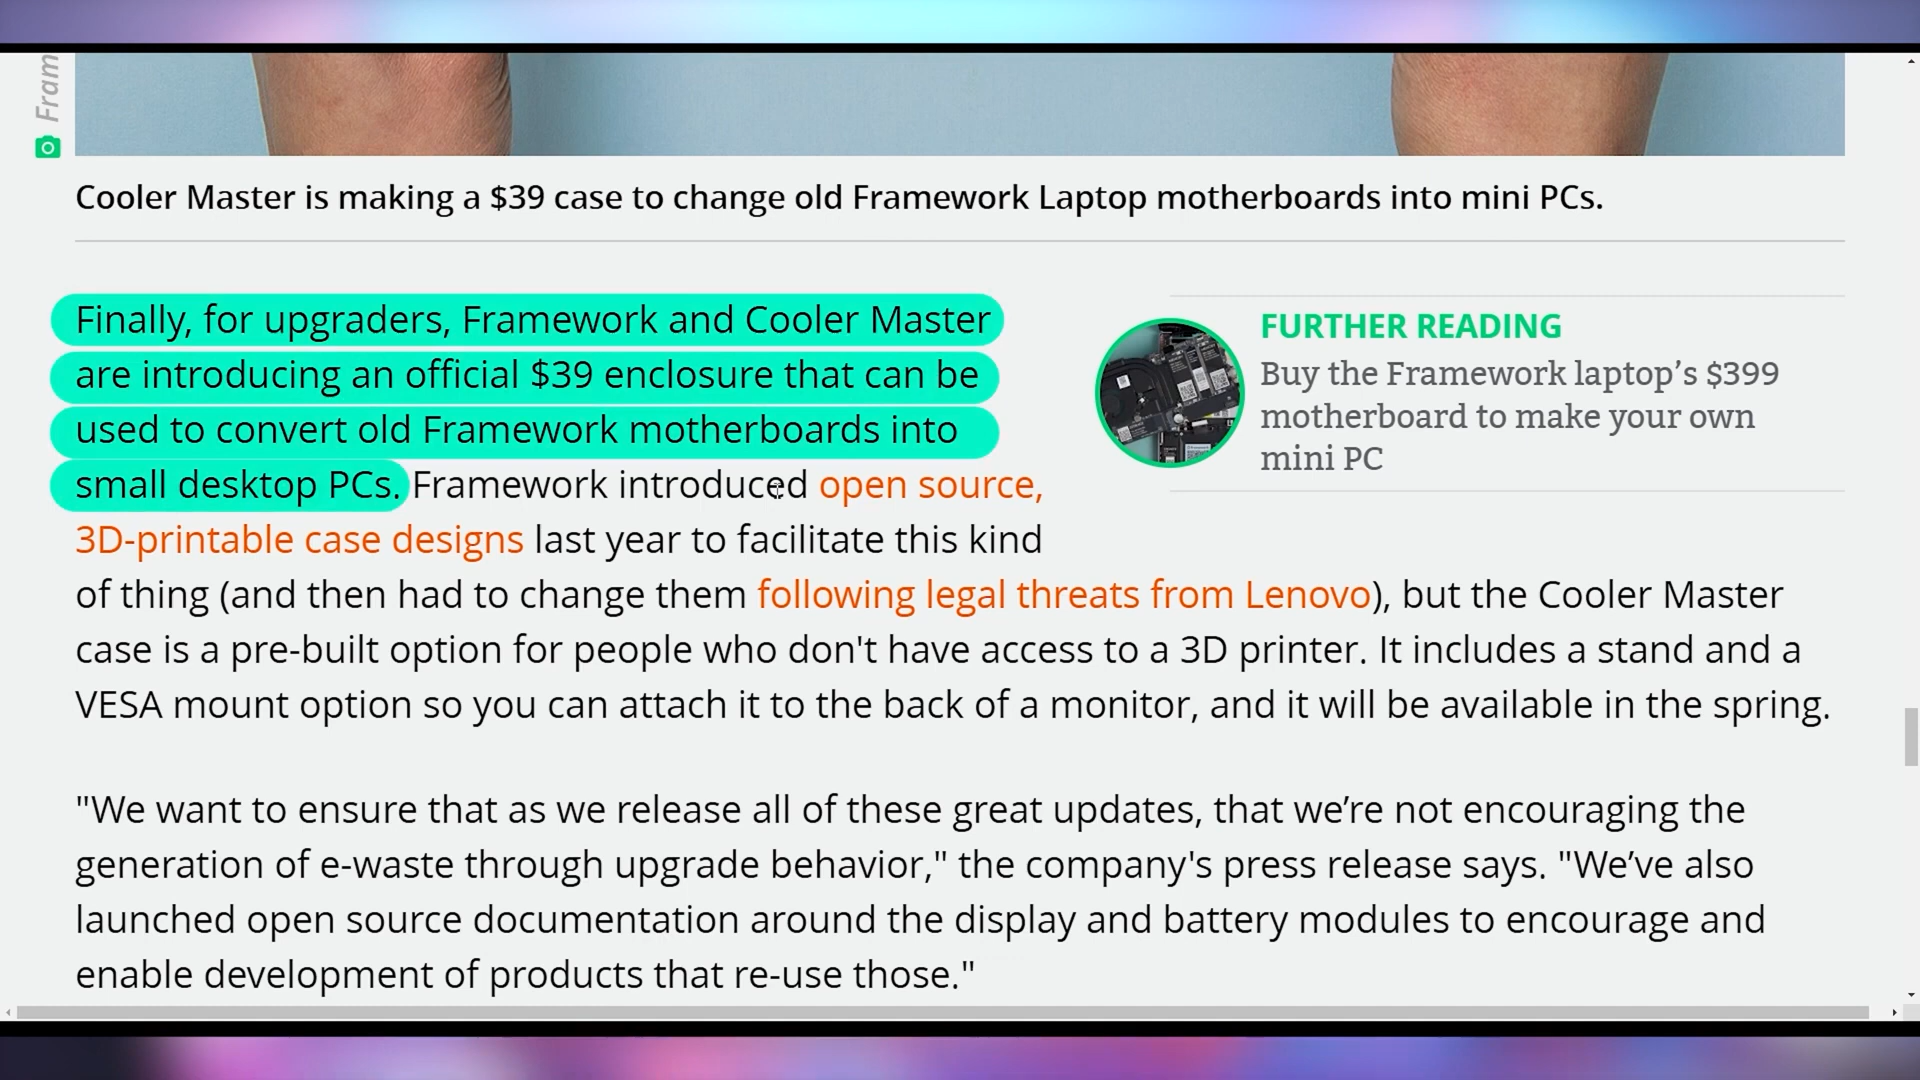 Fram
Cooler Master is making a $39 case to change old Framework Laptop motherboards into mini PCs.
Finally, for upgraders, Framework and Cooler Master
are introducing an official $39 enclosure that can be
used to convert old Framework motherboards into
small desktop PCs. Framework introduced open source,
3D-printable case designs last year to facilitate this kind
of thing (and then had to change them following legal threats from Lenovo), but the Cooler Master
case is a pre-built option for people who don't have access to a 3D printer. It includes a stand and a
VESA mount option so you can attach it to the back of a monitor, and it will be available in the spring.
FURTHER READING
Buy the Framework laptop’s $399
motherboard to make your own
mini PC
"We want to ensure that as we release all of these great updates, that we’re not encouraging the
generation of e-waste through upgrade behavior," the company's press release says. "We’ve also
launched open source documentation around the display and battery modules to encourage and
enable development of products that re-use those."